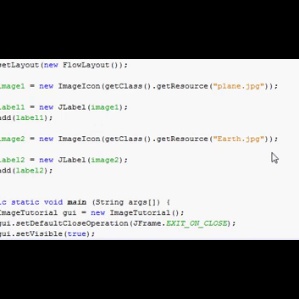 setLayout(new FlowLayout());
image1 = new ImageIcon(getClass().getResource("plane.jpg"));
label1 = new JLabel(image1);
add(label1);
image2 = new ImageIcon(getClass().getResource("Earth.jpg"));
label2 = new JLabel(image2);
add(label2);
ic static void main (String args[]) {
ImageTutorial gui = new ImageTutorial();
gui.setDefaultCloseOperation(JFrame.EXIT_ON_CLOSE);
gui.setVisible(true);